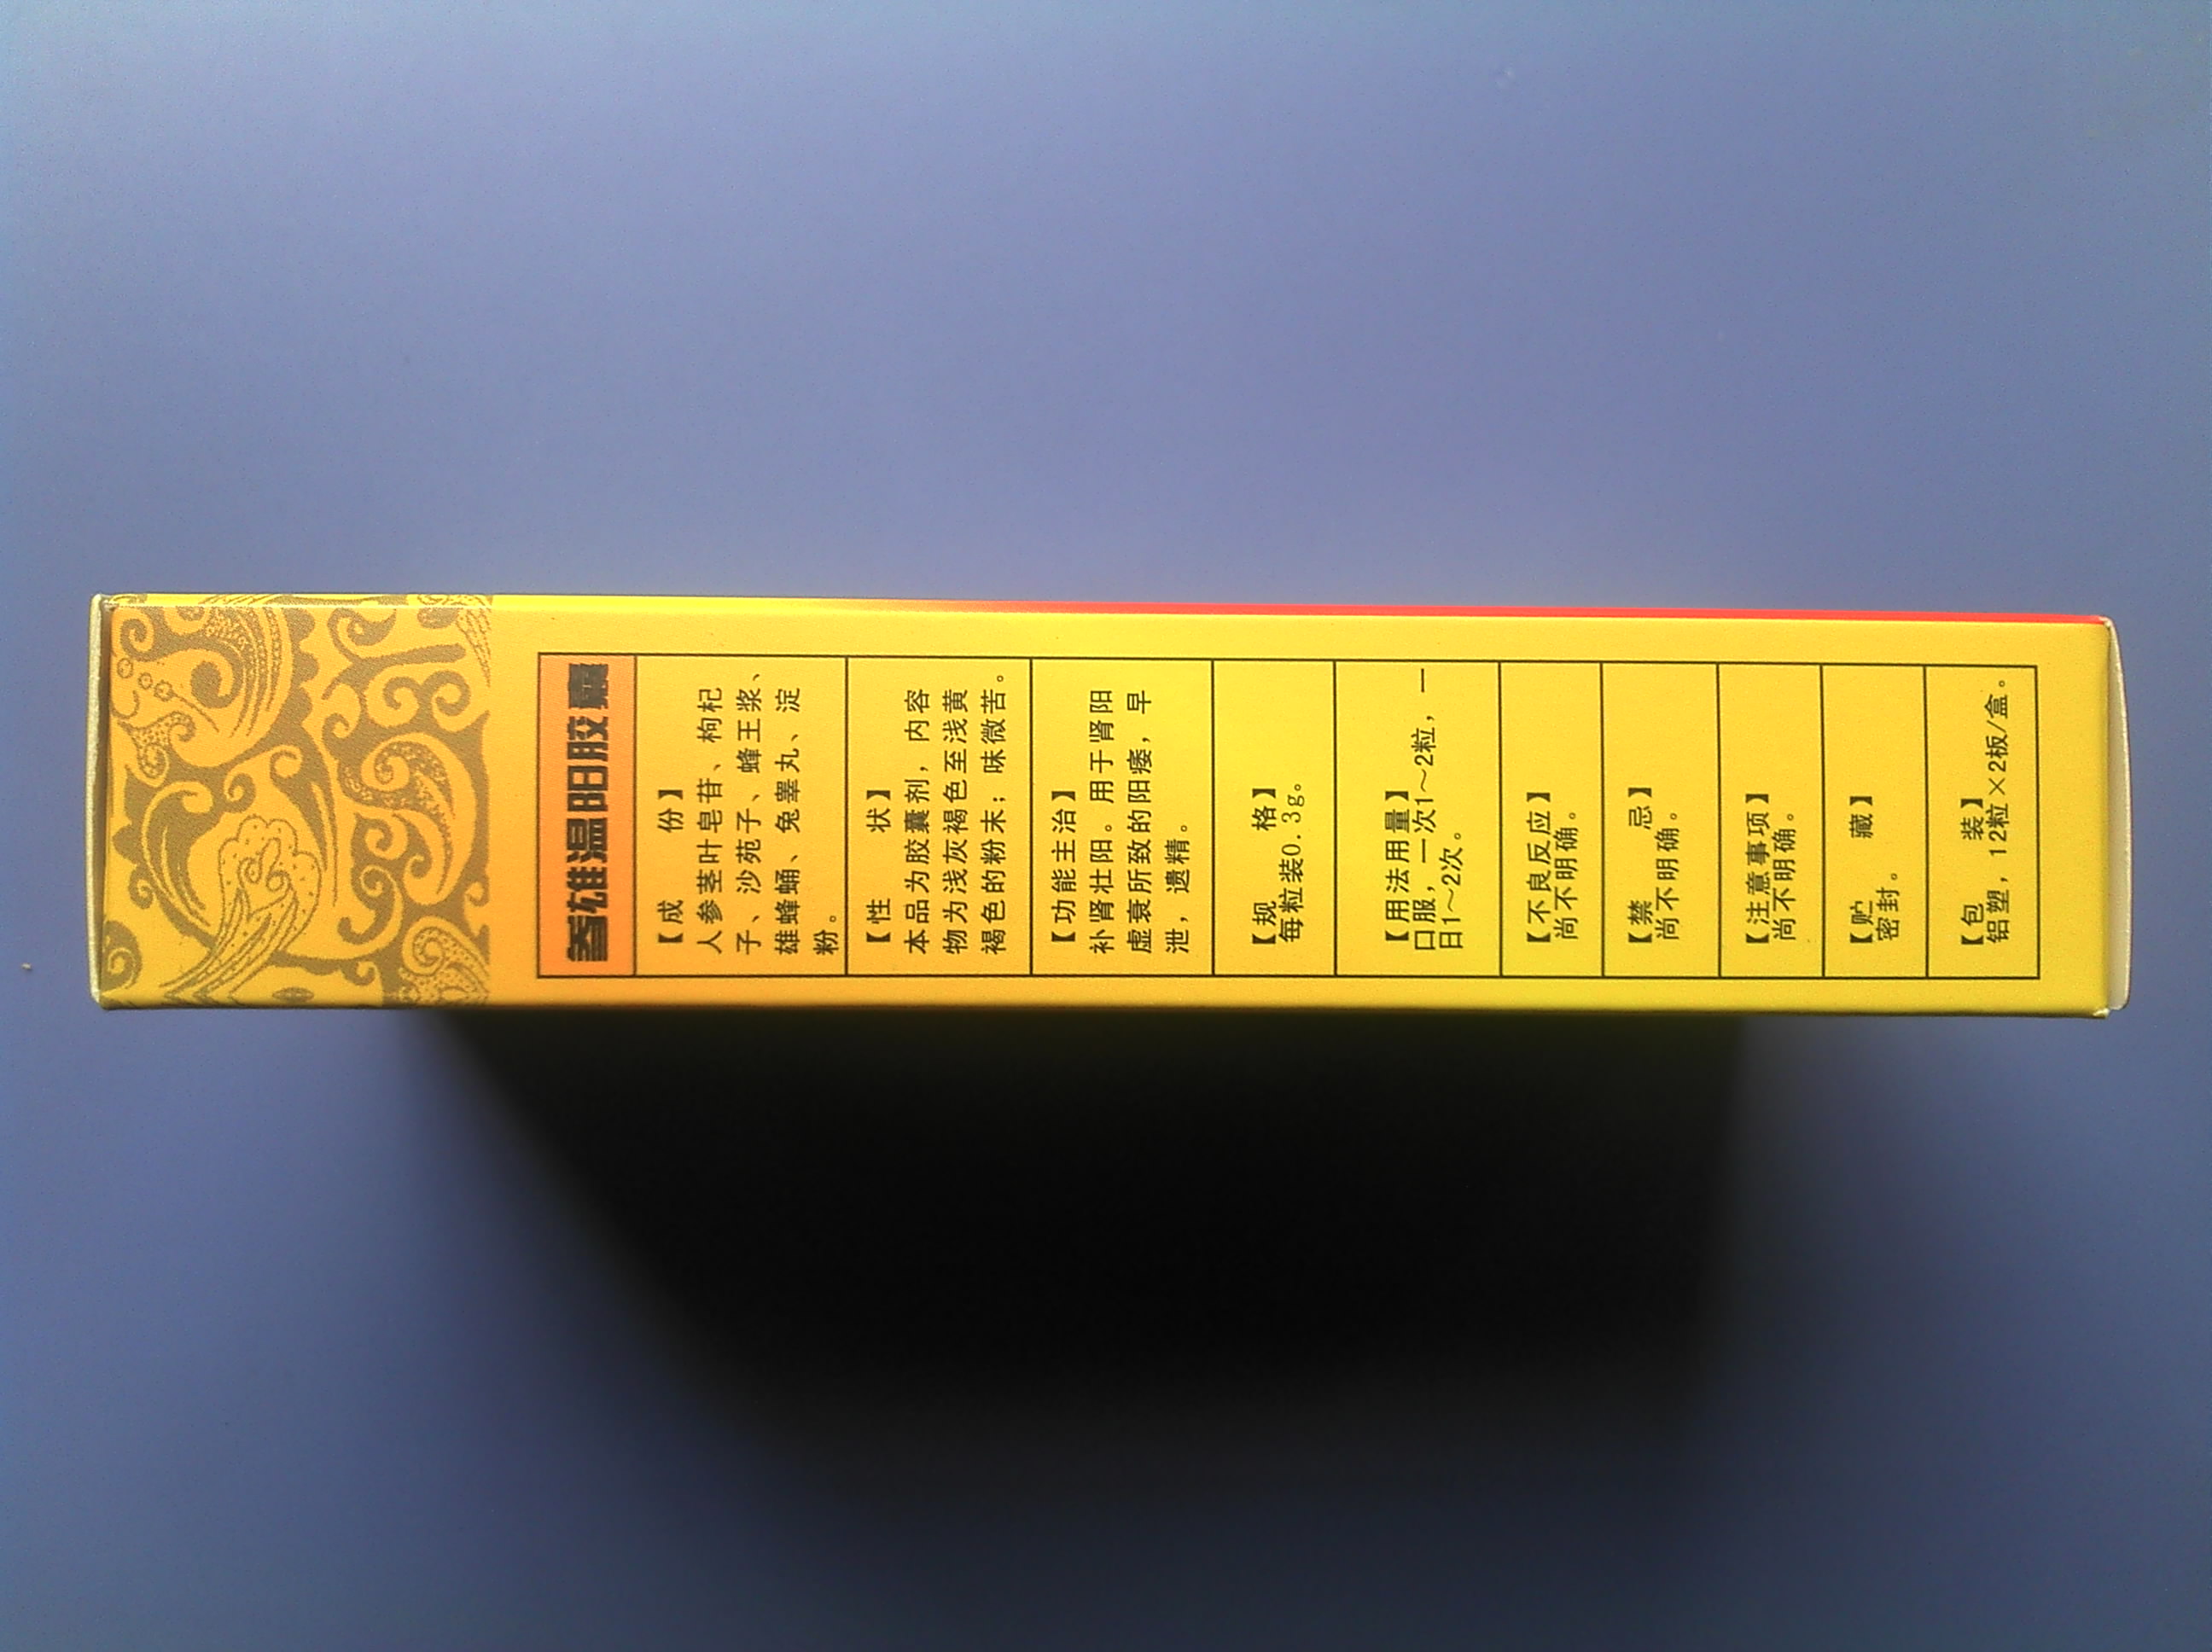 参雄温阳胶囊
【成　　份】
人参茎叶皂苷、枸杞
子、沙苑子、蜂王浆、
雄蜂蛹、兔睾丸、淀
粉。
【性　　状】
本品为胶囊剂，内容
物为浅灰褐色至浅黄
褐色的粉末；味微苦。
【功能主治】
补肾壮阳。用于肾阳
虚衰所致的阳痿，早
泄，遗精。
【规　　格】
每粒装0.3g。
【用法用量】
口服，一次1～2粒，一
日1～2次。
【不良反应】
尚不明确。
【禁　　忌】
尚不明确。
【注意事项】
尚不明确。
【贮　　藏】
密封。
【包　　装】
铝塑，12粒×2板/盒。